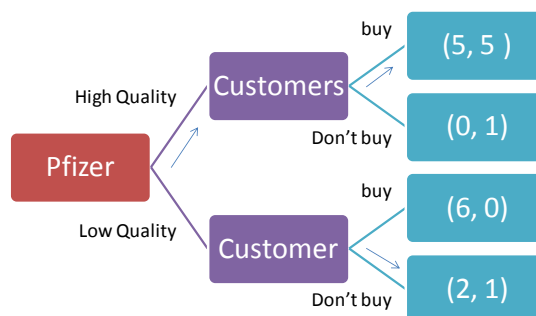 buy
(5, 5 )
Customers
High Quality
Don't buy
(0, 1)
Pfizer
buy
(6, 0)
Low Quality
Customer
Don't buy
(2, 1)